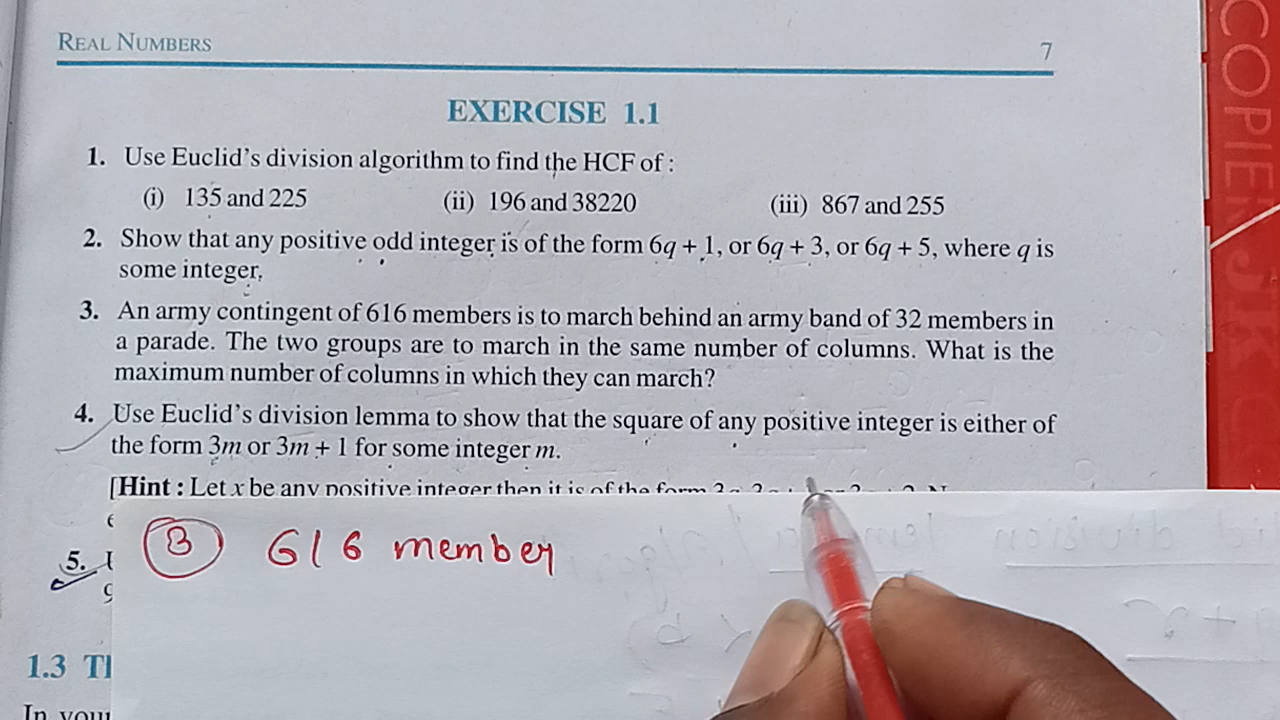 REAL NUMBERS 7
EXERCISE 1.1
1. Use Euclid's division algorithm to find the HCF of :
(i) 135 and 225 (ii) 196 and 38220 (iii) 867 and 255
2. Show that any positive odd integer is of the form 6q + 1, or 6q + 3, or 6q + 5, where q is
some integer.
3. An army contingent of 616 members is to march behind an army band of 32 members in
a parade. The two groups are to march in the same number of columns. What is the
maximum number of columns in which they can march?
4. Use Euclid's division lemma to show that the square of any positive integer is either of
the form 3m or 3m + 1 for some integer m.
[Hint : Let x be any positive integer then it is of the form
3 616 member
5.
1.3
In your
COPIER JK